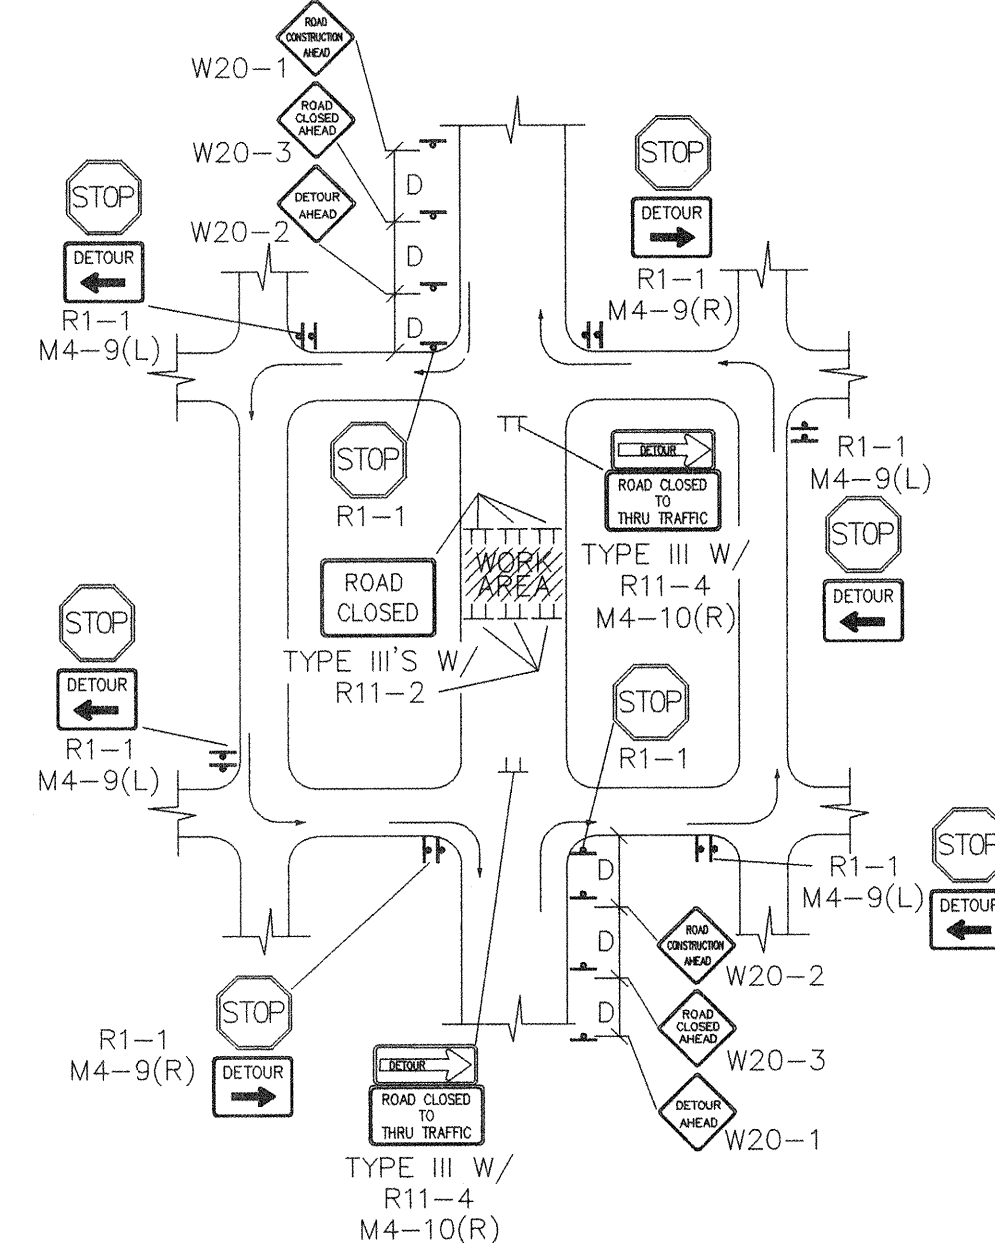 ROAD
CONSTRUCTION
AHEAD
W20-1
ROAD
CLOSED
AHEAD
W20-3
DETOUR
AHEAD
W20-2
D
D
D
STOP
DETOUR
R1-1
M4-9(L)
STOP
DETOUR
R1-1
M4-9(R)
STOP
R1-1
DETOUR
ROAD CLOSED
TO
THRU TRAFFIC
TYPE III W/
R11-4
M4-10(R)
R1-1
M4-9(L)
STOP
DETOUR
WORK
AREA
ROAD
CLOSED
TYPE III'S W/
R11-2
STOP
DETOUR
R1-1
M4-9(L)
STOP
R1-1
R1-1
M4-9(L)
STOP
DETOUR
D
D
D
ROAD
CONSTRUCTION
AHEAD
W20-2
ROAD
CLOSED
AHEAD
W20-3
DETOUR
AHEAD
W20-1
STOP
R1-1
M4-9(R)
DETOUR
DETOUR
ROAD CLOSED
TO
THRU TRAFFIC
TYPE III W/
R11-4
M4-10(R)